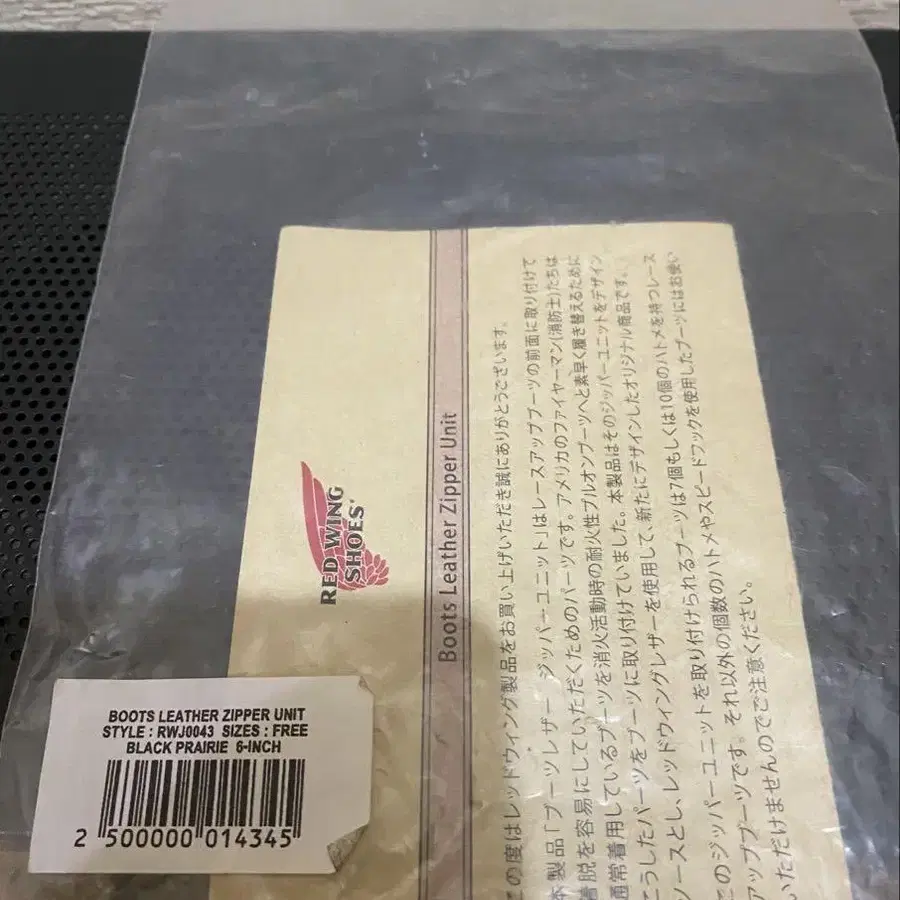 RED WING
SHOES
Boots Leather Zipper Unit
この度はレッドウィング製品をお買い上げいただき誠にありがとうございます。
本製品「ブーツレザー ジッパーユニット」はレースアップブーツの前面に取り付けて
着脱を容易にしていただくためのパーツです。アメリカのファイヤーマン(消防士)たちは
通常着用しているブーツを消火活動時の耐火性プルオンブーツへと素早く履き替えるために
こうしたパーツをブーツに取り付けていました。本製品はそのジッパーユニットをデザイン
ソースとし、レッドウィングレザーを使用して、新たにデザインしたオリジナル商品です。
このジッパーユニットを取り付けられるブーツは7個もしくは10個のハトメを持つレース
アップブーツです。それ以外の個数のハトメやスピードフックを使用したブーツにはお使い
いただけませんのでご注意ください。
BOOTS LEATHER ZIPPER UNIT
STYLE : RWJ0043 SIZES : FREE
BLACK PRAIRIE 6-INCH
2 500000 014345